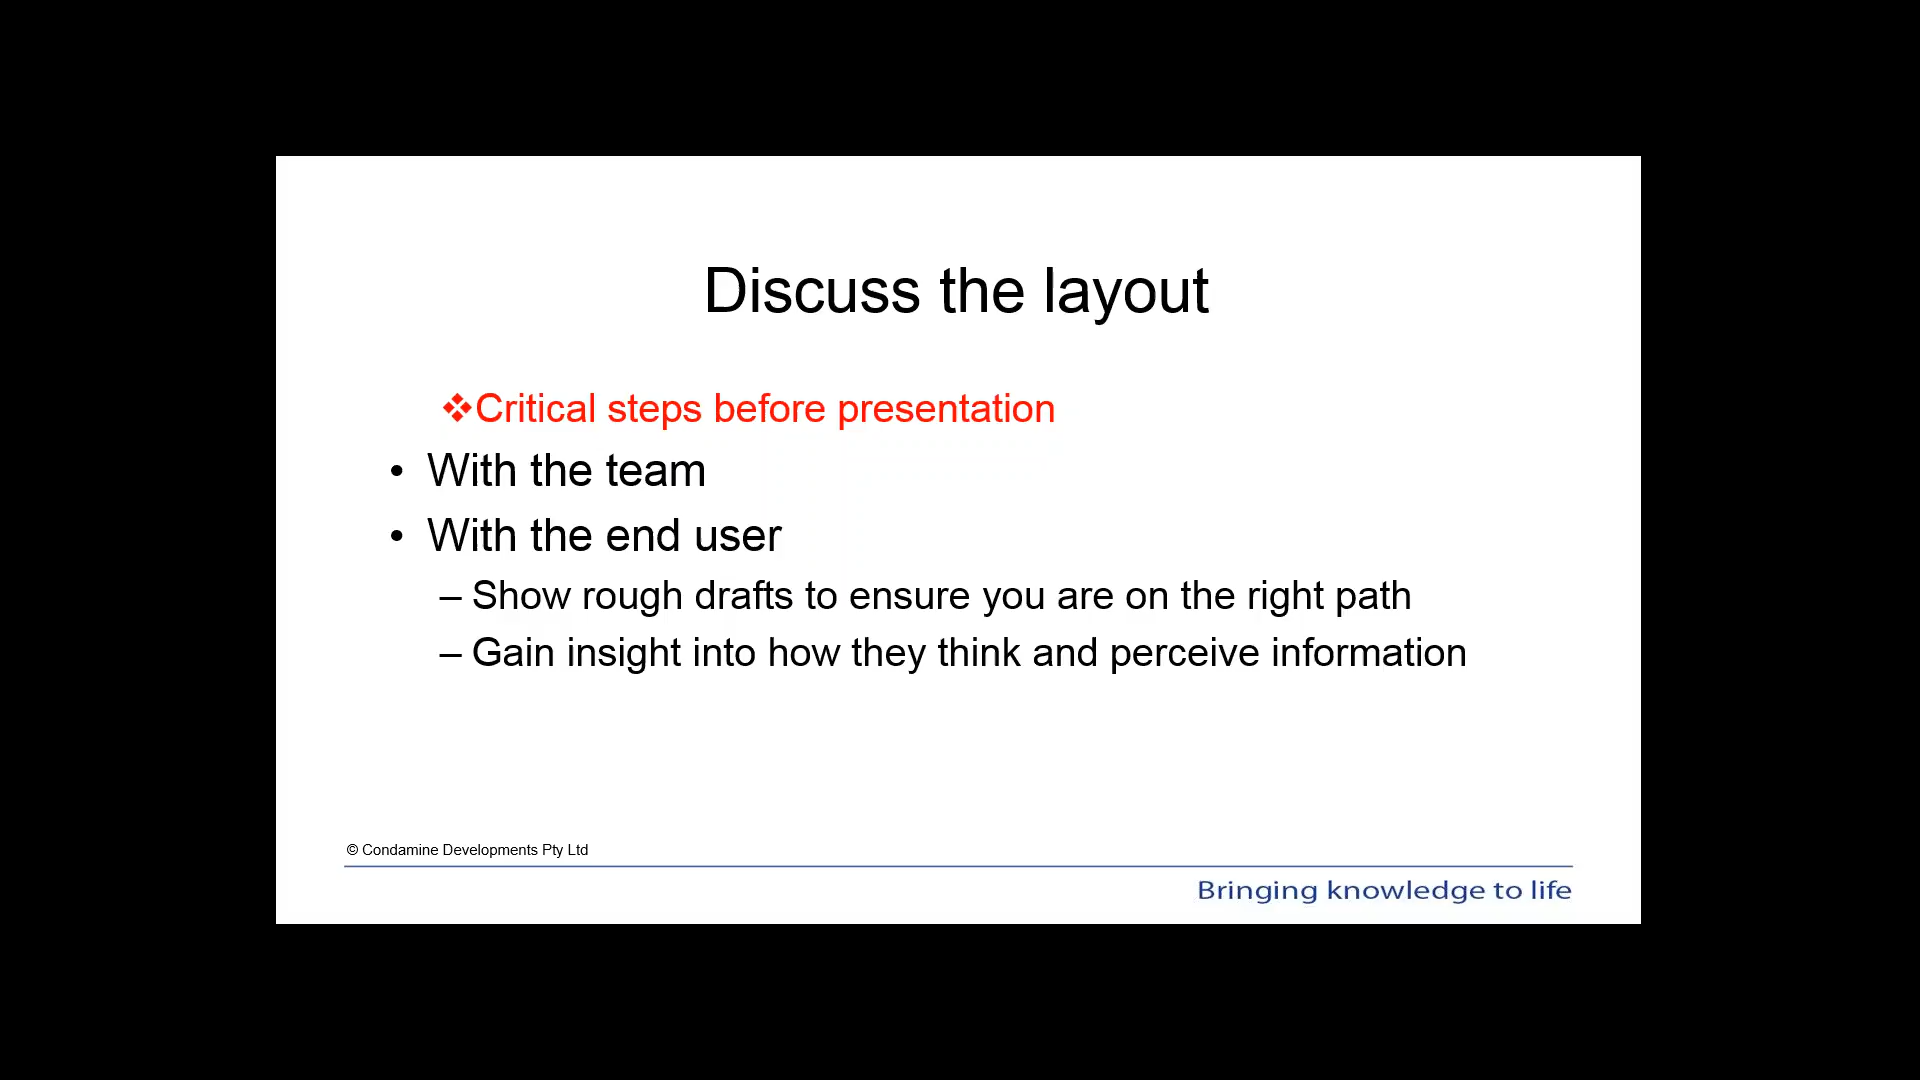 Discuss the layout
❖Critical steps before presentation
• With the team
• With the end user
– Show rough drafts to ensure you are on the right path
– Gain insight into how they think and perceive information
© Condamine Developments Pty Ltd
Bringing knowledge to life